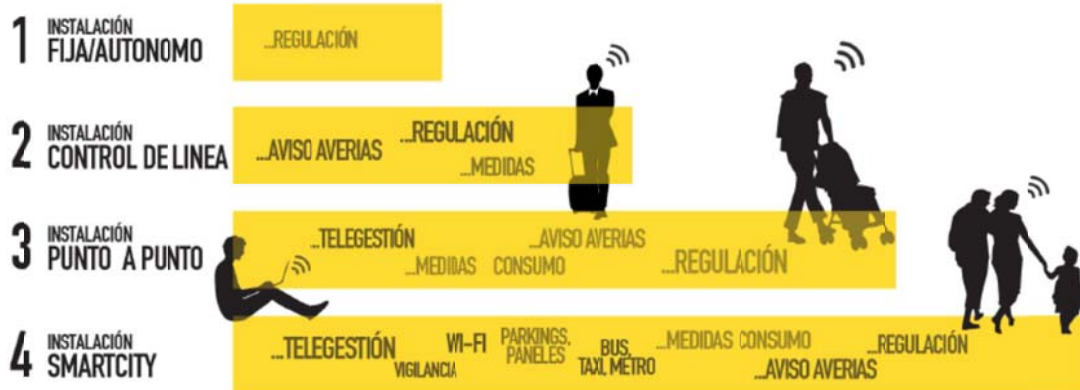 1 INSTALACIÓN
FIJA/AUTONOMO
...REGULACIÓN
2 INSTALACIÓN
CONTROL DE LINEA
...AVISO AVERIAS
...REGULACIÓN
...MEDIDAS
3 INSTALACIÓN
PUNTO A PUNTO
...TELEGESTIÓN
...AVISO AVERIAS
...MEDIDAS CONSUMO
...REGULACIÓN
4 INSTALACIÓN
SMARTCITY
...TELEGESTIÓN
VIGILANCIA
WI-FI
PARKINGS,
PANELES
BUS,
TAXI, METRO
...MEDIDAS CONSUMO
...AVISO AVERIAS
...REGULACIÓN